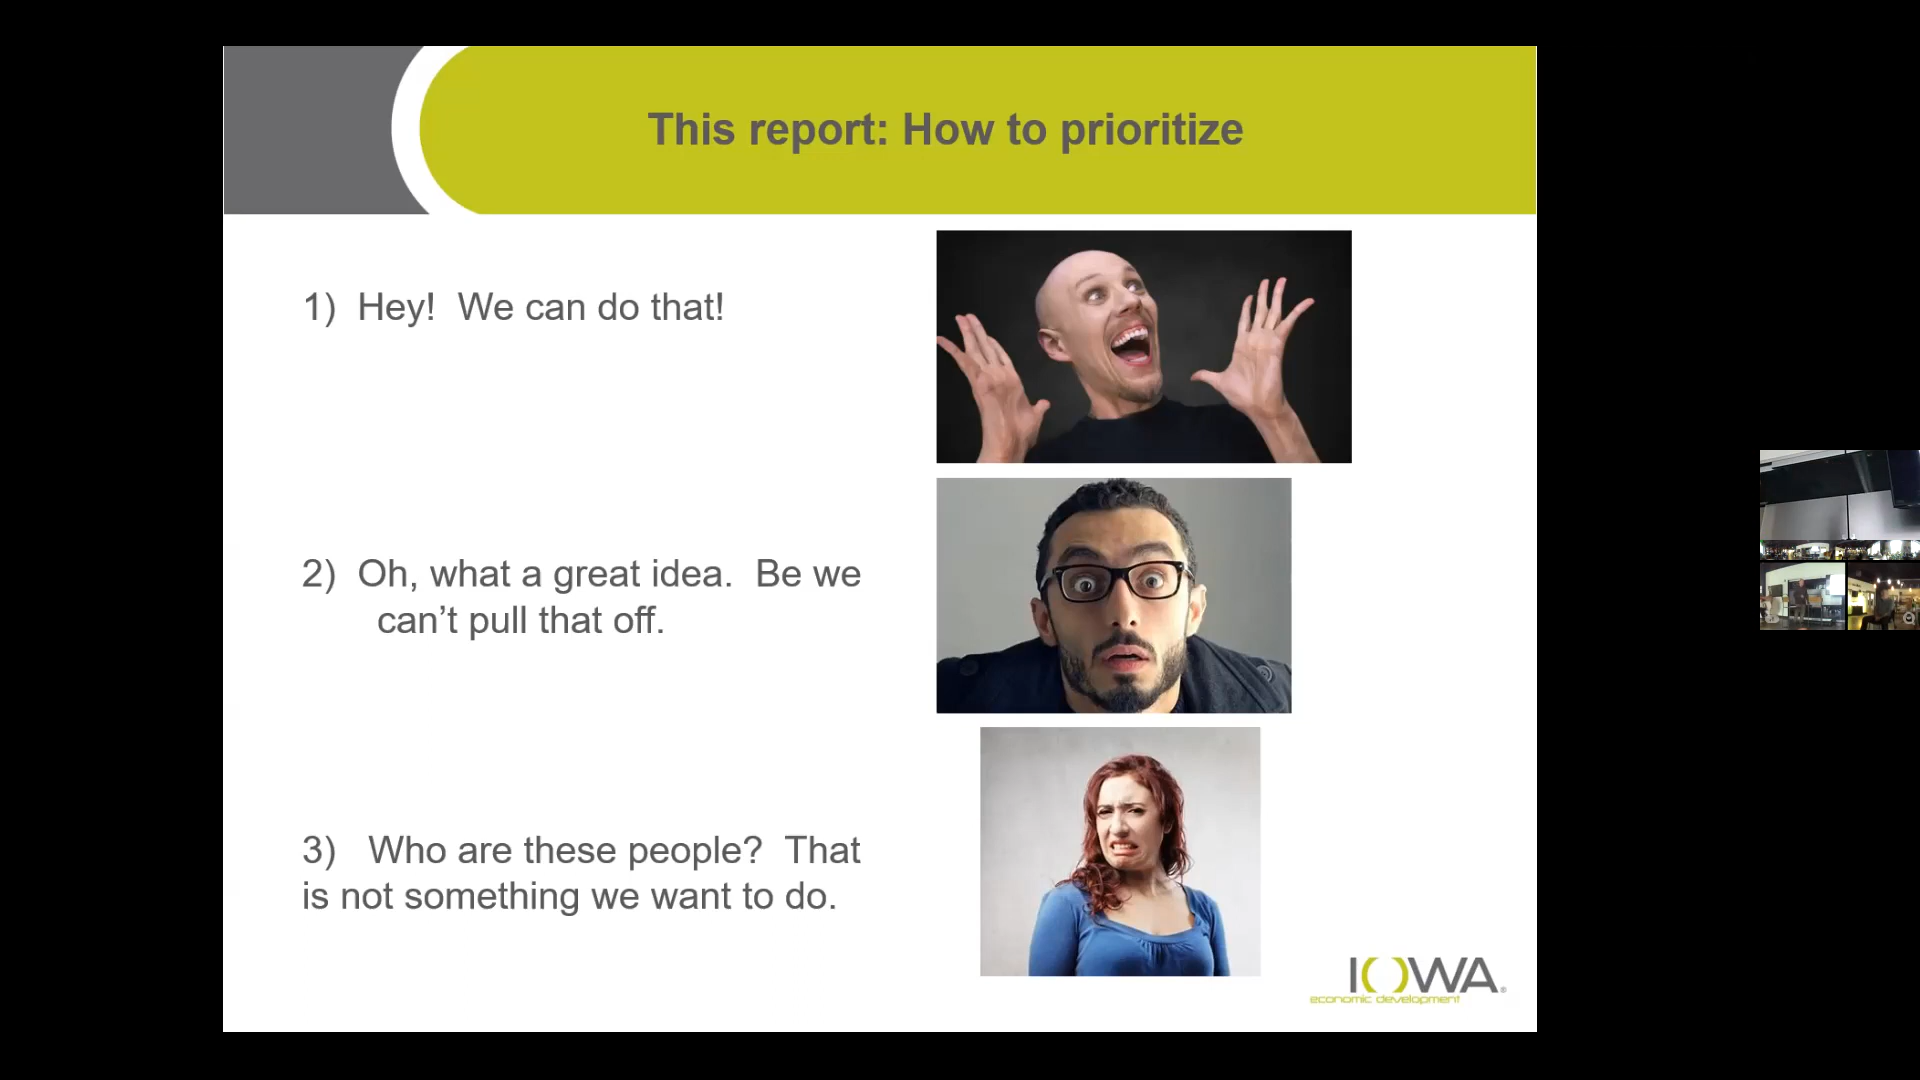 This report: How to prioritize
1) Hey! We can do that!
2) Oh, what a great idea. Be we
can’t pull that off.
3) Who are these people? That
is not something we want to do.
IOWA®
economic development